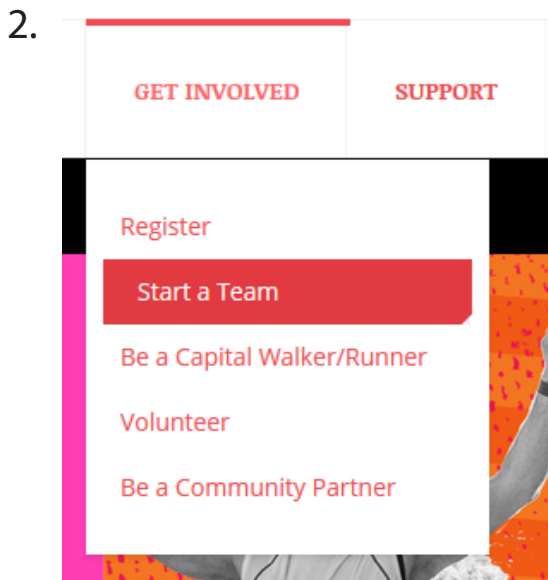 2.
GET INVOLVED SUPPORT
Register
Start a Team
Be a Capital Walker/Runner
Volunteer
Be a Community Partner